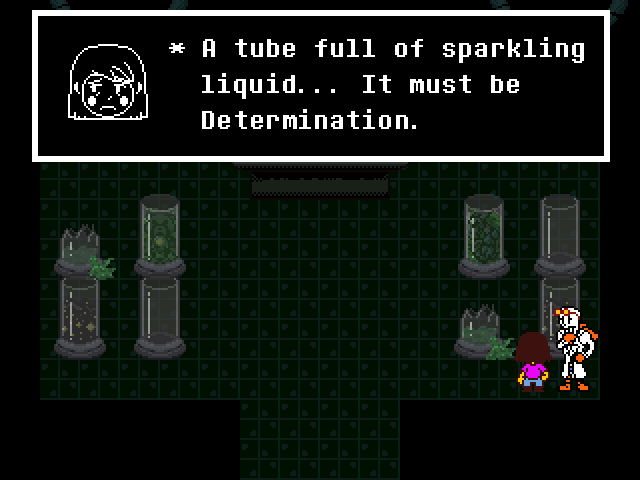 * A tube full of sparkling
liquid... It must be
Determination.